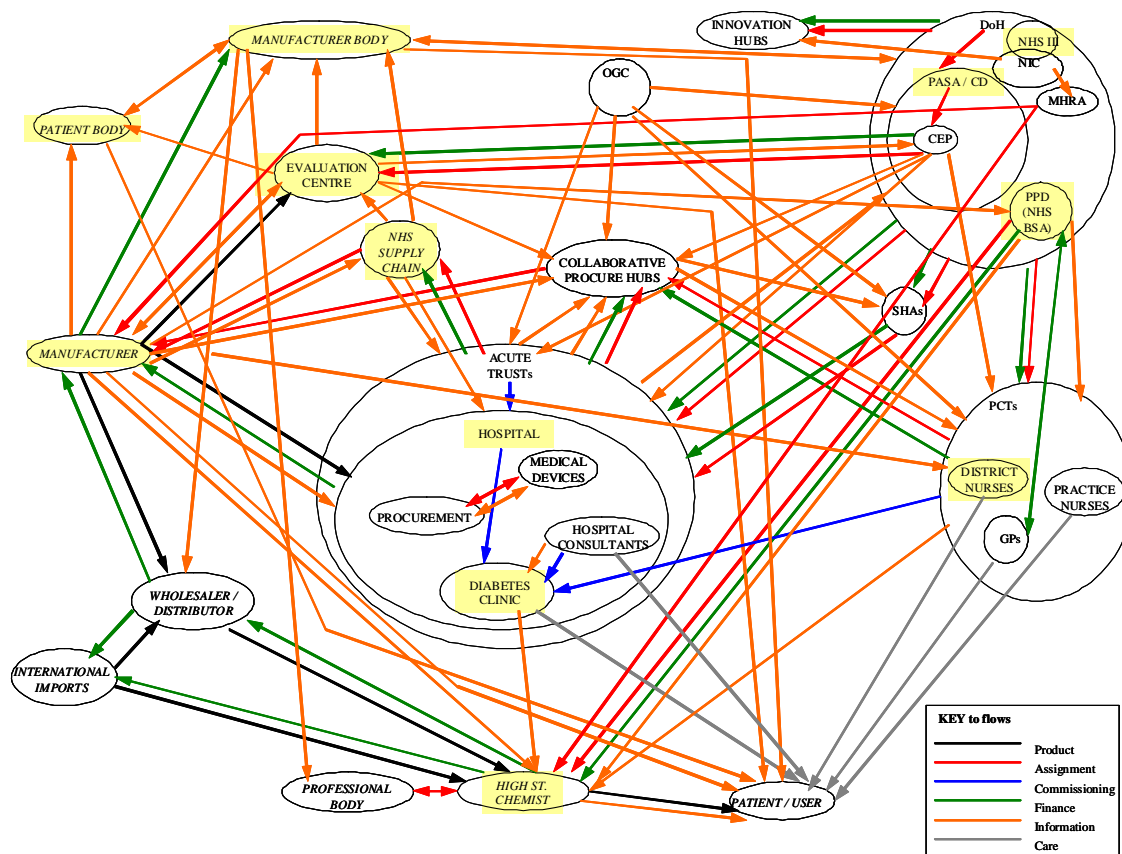 MANUFACTURER BODY
INNOVATION
HUBS
DoH
NHS III
NIC
OGC
PASA / CD
MHRA
PATIENT BODY
CEP
EVALUATION
CENTRE
PPD
(NHS
BSA)
NHS
SUPPLY
CHAIN
COLLABORATIVE
PROCURE HUBS
SHAs
MANUFACTURER
ACUTE
TRUSTs
PCTs
HOSPITAL
MEDICAL
DEVICES
DISTRICT
NURSES
PRACTICE
NURSES
PROCUREMENT
HOSPITAL
CONSULTANTS
GPs
DIABETES
CLINIC
WHOLESALER /
DISTRIBUTOR
INTERNATIONAL
IMPORTS
PROFESSIONAL
BODY
HIGH ST.
CHEMIST
PATIENT / USER
KEY to flows
Product
Assignment
Commissioning
Finance
Information
Care